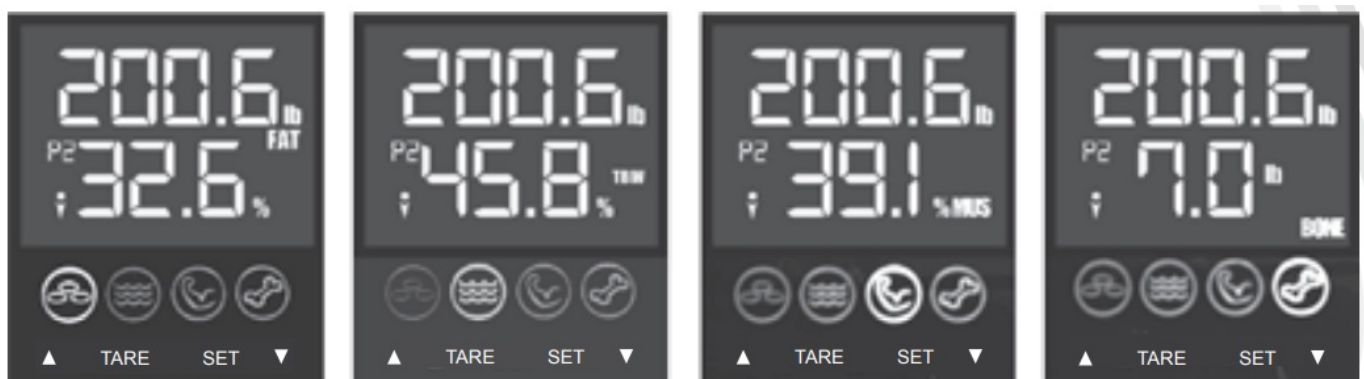 200.6 lb
FAT
P2
32.6 %
TARE SET
200.6 lb
P2
45.8 % TBW
TARE SET
200.6 lb
P2
39.1 % MUS
TARE SET
200.6 lb
P2
7.0 lb
BONE
TARE SET